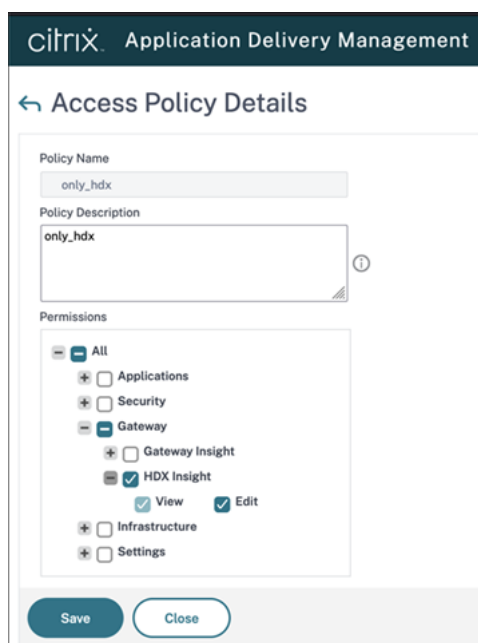 citrix. Application Delivery Management
Access Policy Details
Policy Name
only_hdx
Policy Description
only_hdx
Permissions
All
Applications
Security
Gateway
Gateway Insight
HDX Insight
View Edit
Infrastructure
Settings
Save Close